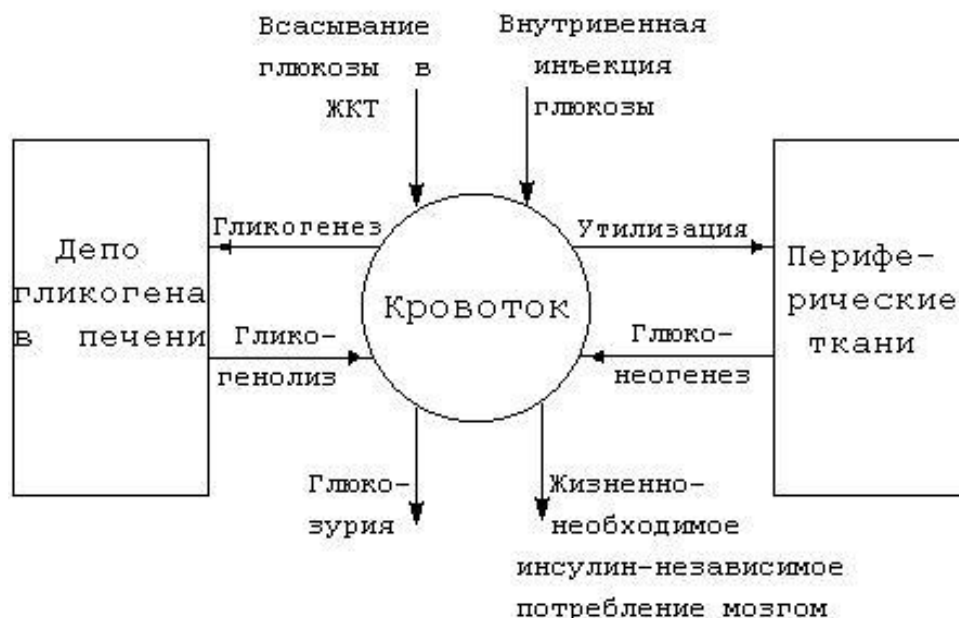 Всасывание
глюкозы в
ЖКТ
Внутривенная
инъекция
глюкозы
Гликогенез
Утилизация
Депо
гликогена
в печени
Кровоток
Перифе-
рические
ткани
Глико-
генолиз
Глюко-
неогенез
Глюко-
зурия
Жизненно-
необходимое
инсулин-независимое
потребление мозгом